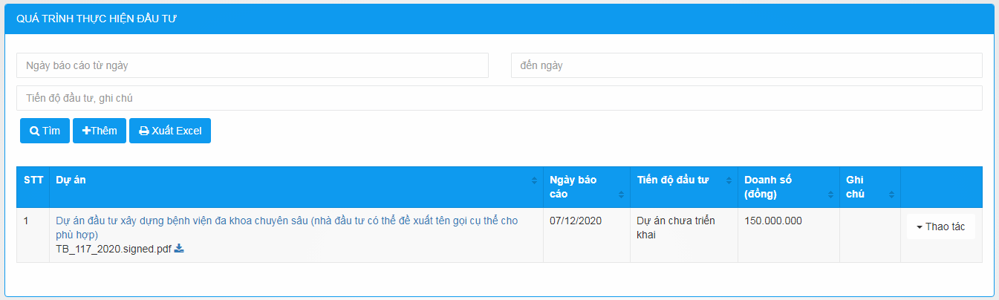 QUÁ TRÌNH THỰC HIỆN ĐẦU TƯ
Ngày báo cáo từ ngày
đến ngày
Tiến độ đầu tư, ghi chú
Tìm
Thêm
Xuất Excel
STT
Dự án
Ngày báo
cáo
Tiến độ đầu tư
Doanh số
(đồng)
Ghi
chú
1
Dự án đầu tư xây dựng bệnh viện đa khoa chuyên sâu (nhà đầu tư có thể đề xuất tên gọi cụ thể cho
phù hợp)
TB_117_2020.signed.pdf
07/12/2020
Dự án chưa triển
khai
150.000.000
Thao tác